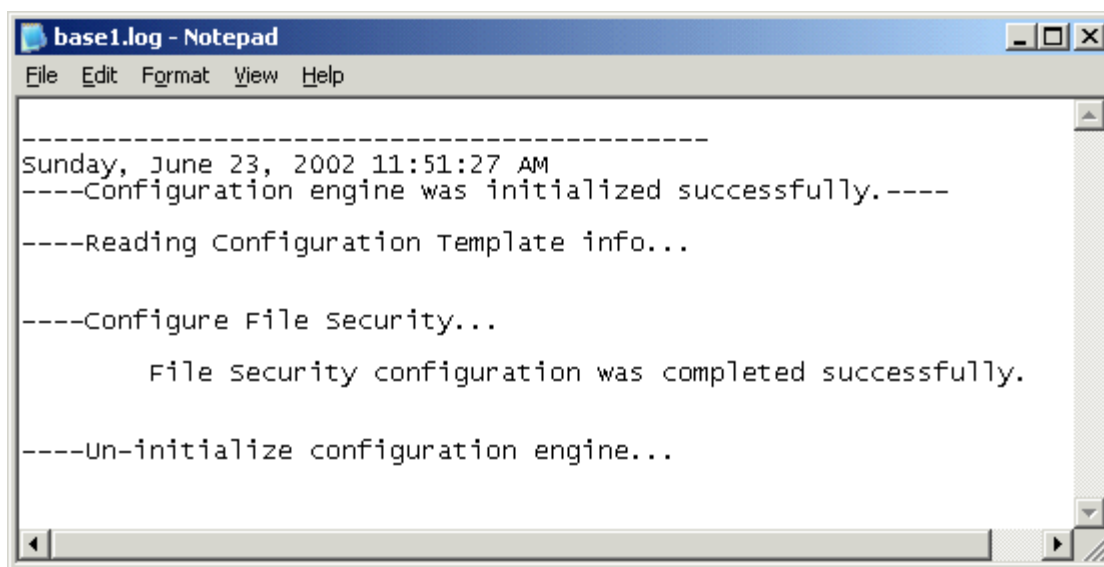 base1.log - Notepad
File Edit Format View Help
-------------------------------------------
Sunday, June 23, 2002 11:51:27 AM
----Configuration engine was initialized successfully.----
----Reading Configuration Template info...
----Configure File Security...
File Security configuration was completed successfully.
----Un-initialize configuration engine...